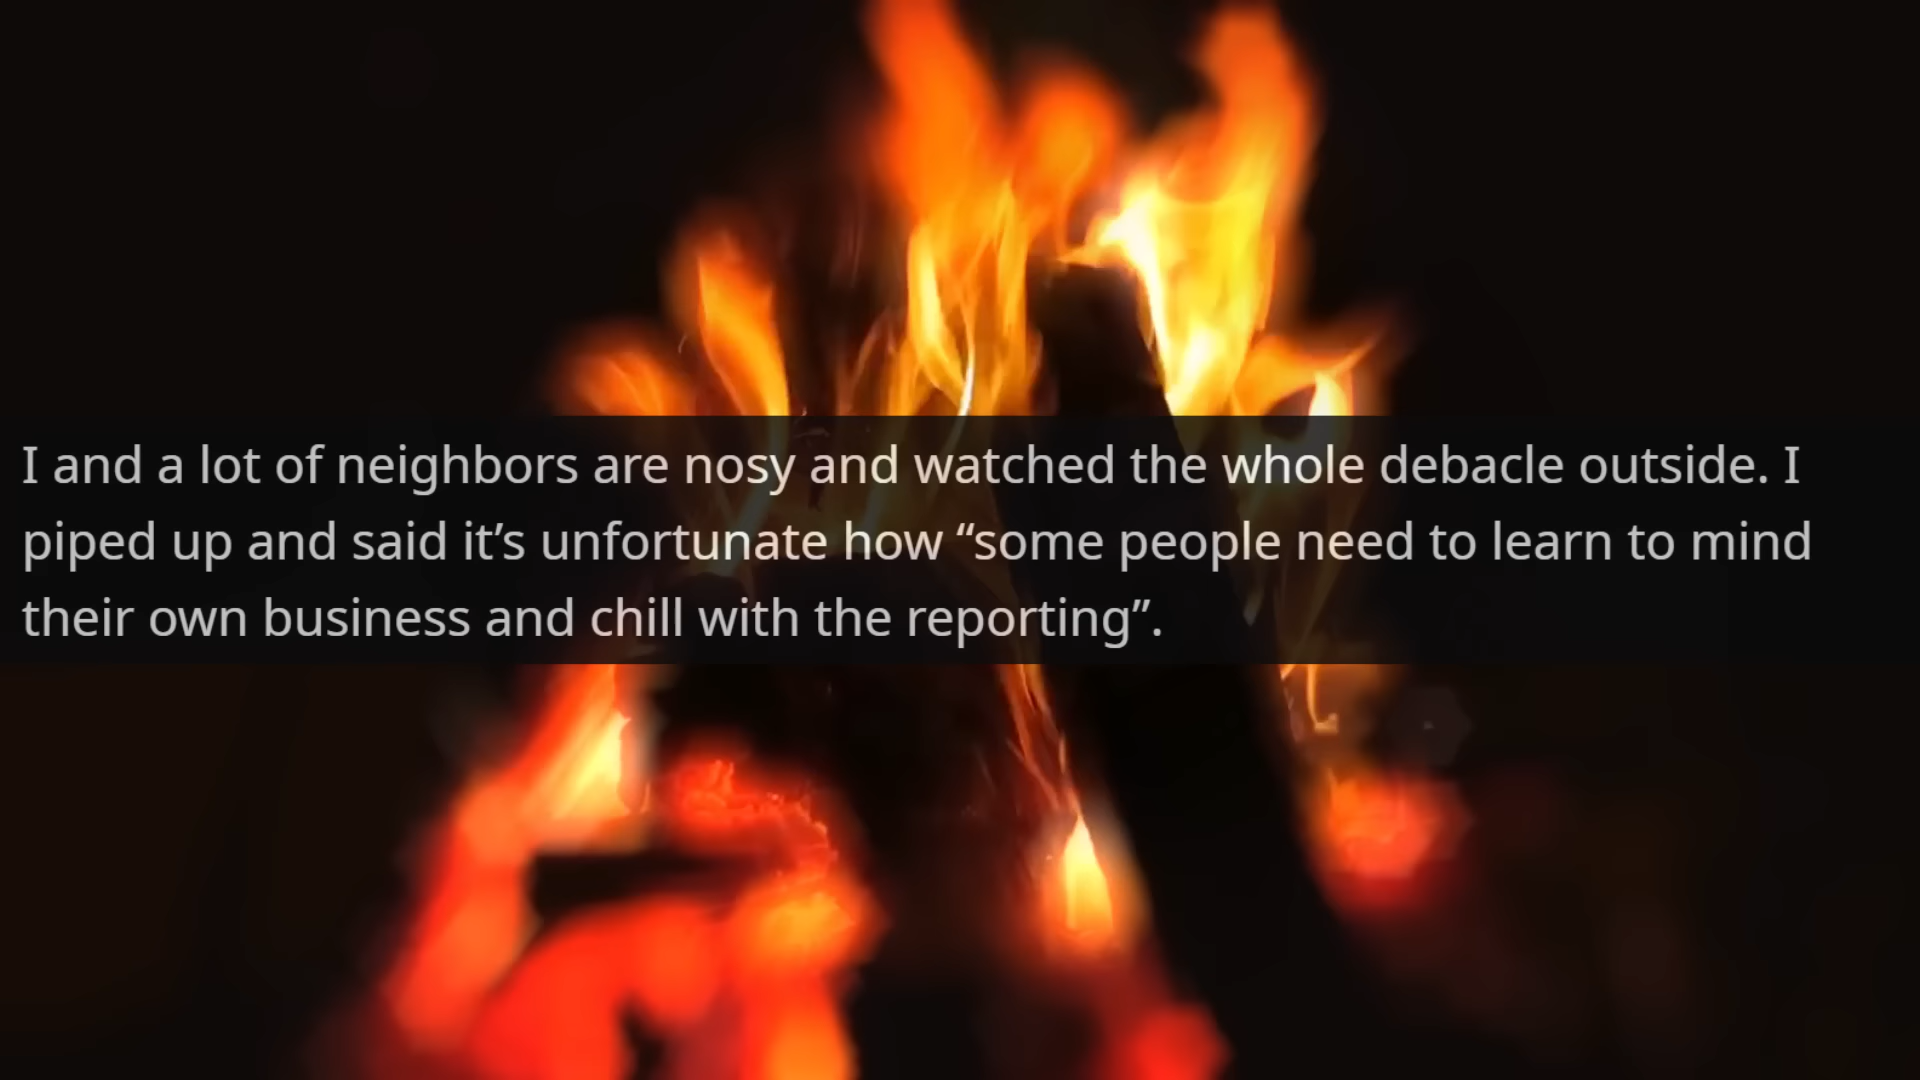 I and a lot of neighbors are nosy and watched the whole debacle outside. I
piped up and said it’s unfortunate how “some people need to learn to mind
their own business and chill with the reporting”.